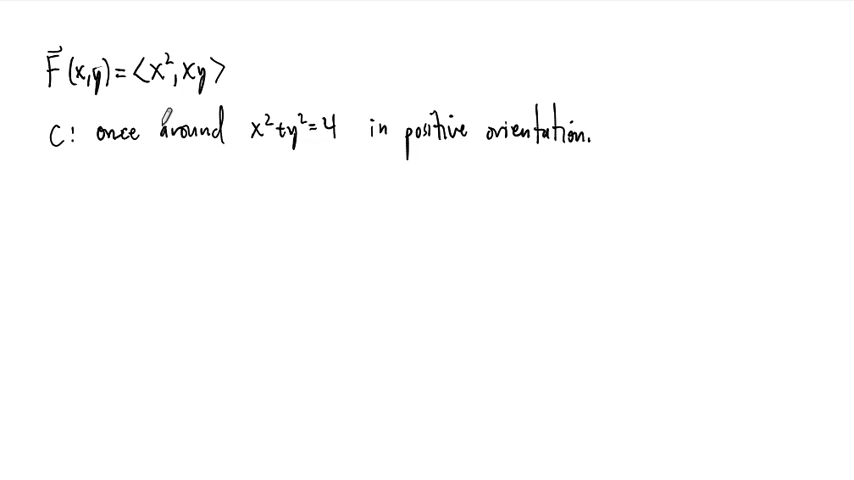 F⃗ (x,y) = ⟨x², xy⟩
C: once around x²+y²=4 in positive orientation.